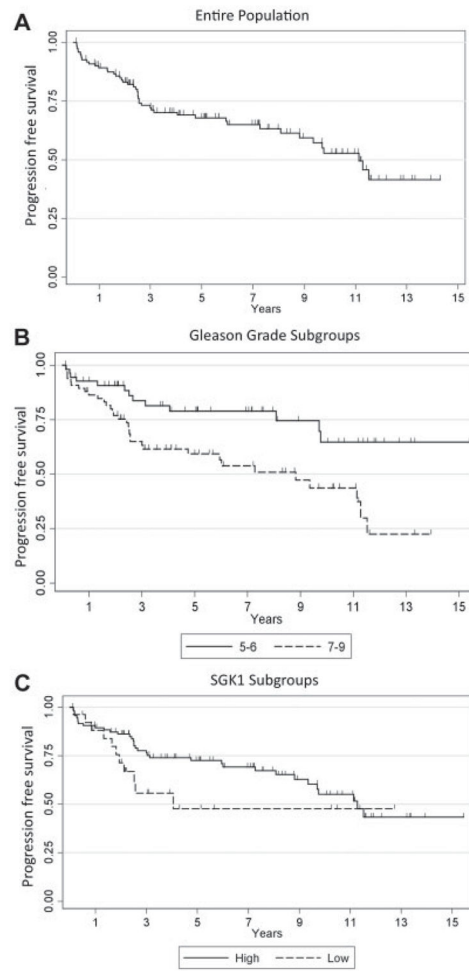 A
Entire Population
Progression free survival
1.00
0.75
0.50
0.25
0.00
1 3 5 7 9 11 13 15
Years
B
Gleason Grade Subgroups
Progression free survival
1.00
0.75
0.50
0.25
0.00
1 3 5 7 9 11 13 15
Years
5-6 7-9
C
SGK1 Subgroups
Progression free survival
1.00
0.75
0.50
0.25
0.00
1 3 5 7 9 11 13 15
Years
High Low